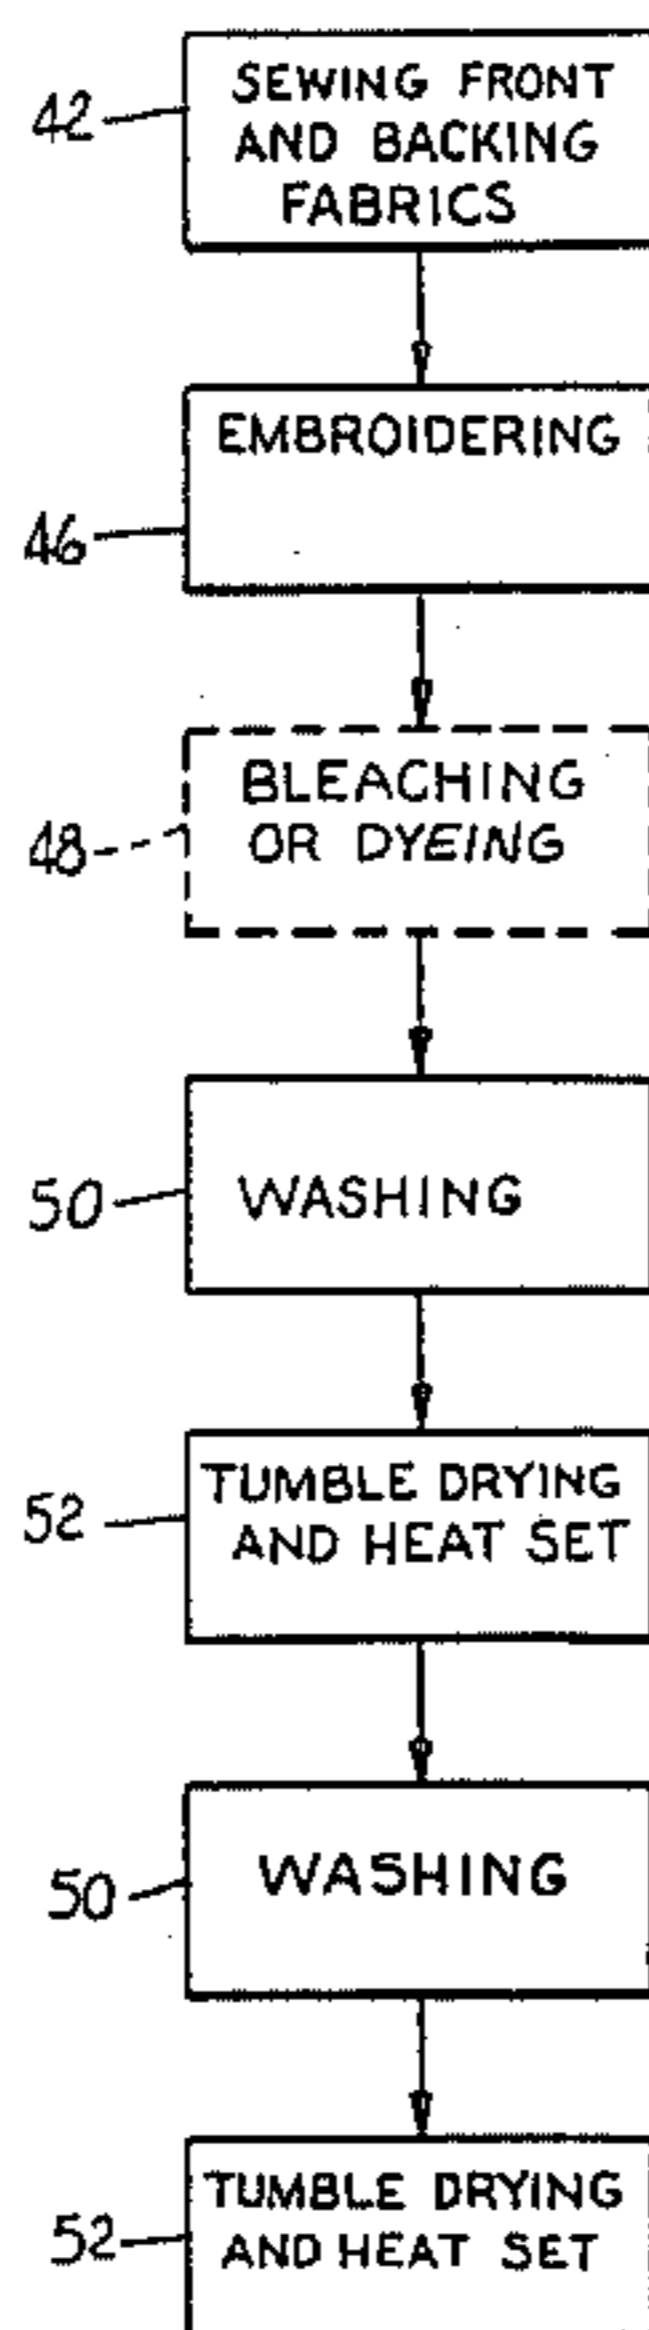 42
SEWING FRONT
AND BACKING
FABRICS
EMBROIDERING
46
BLEACHING
48
OR DYEING
50
WASHING
TUMBLE DRYING
52
AND HEAT SET
50
WASHING
TUMBLE DRYING
52
AND HEAT SET